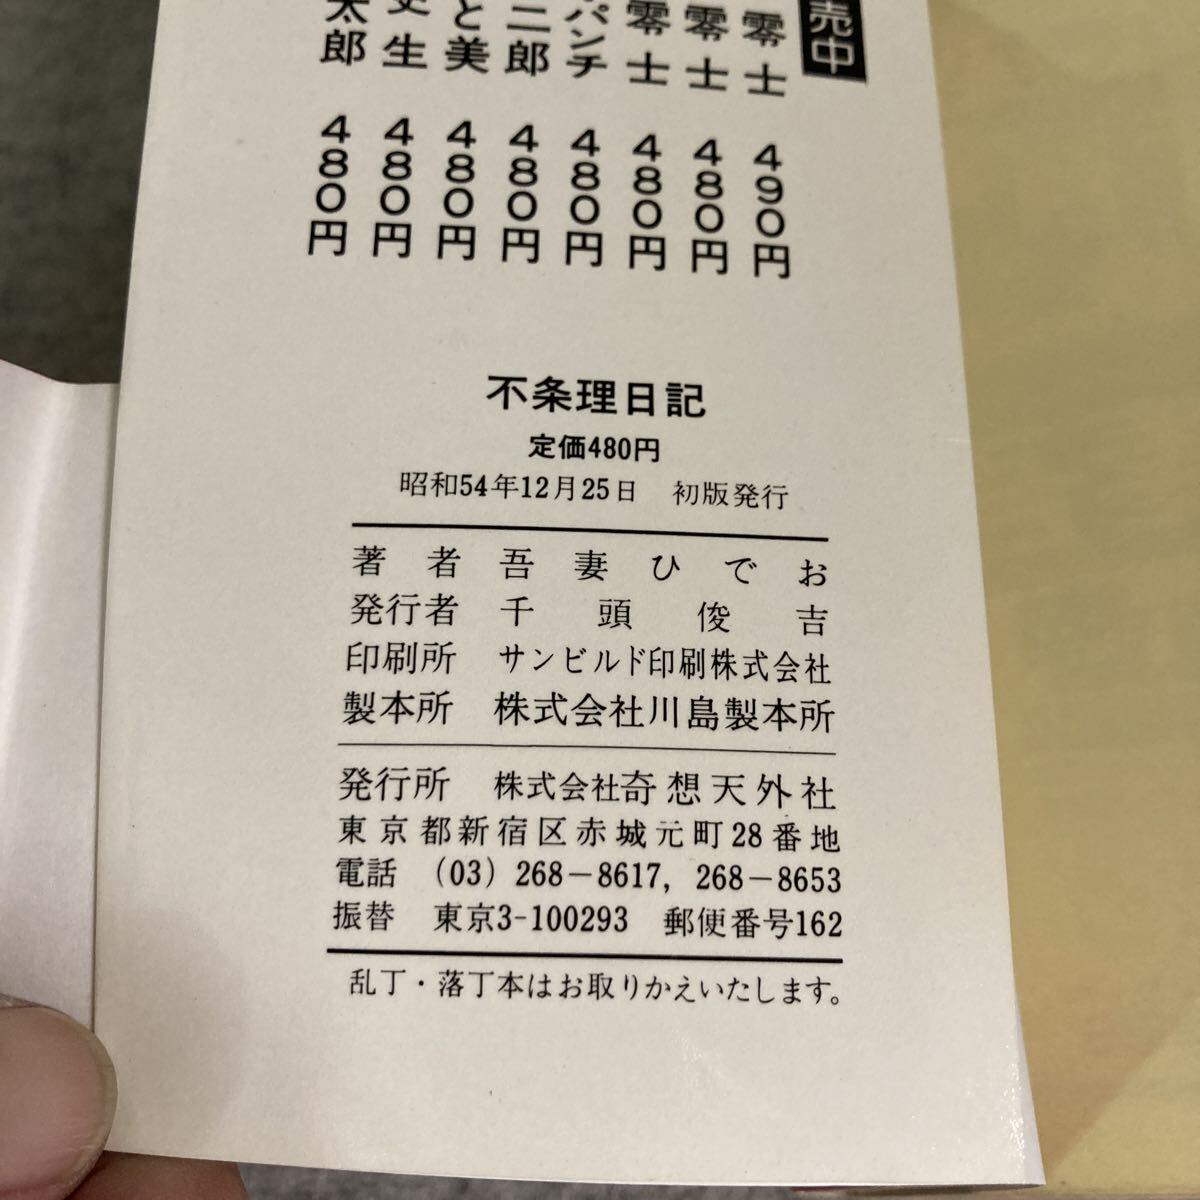 売中
零士 490円
零士 480円
零士 480円
パンチ 480円
二郎 480円
と美 480円
史生 480円
太郎 480円
不条理日記
定価480円
昭和54年12月25日 初版発行
著者 吾妻ひでお
発行者 千頭俊吉
印刷所 サンビルド印刷株式会社
製本所 株式会社川島製本所
発行所 株式会社奇想天外社
東京都新宿区赤城元町28番地
電話 (03) 268-8617, 268-8653
振替 東京3-100293 郵便番号162
乱丁・落丁本はお取りかえいたします。